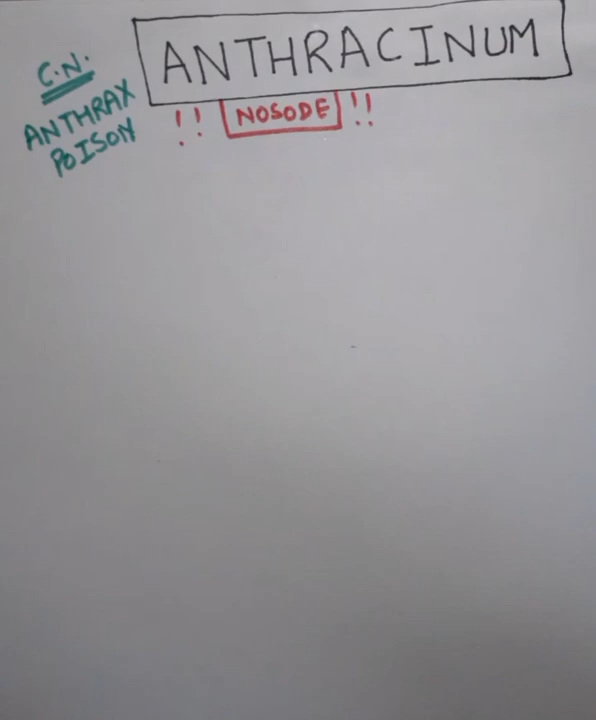 ANTHRACINUM
!! NOSODE !!
C.N.
ANTHRAX
POISON